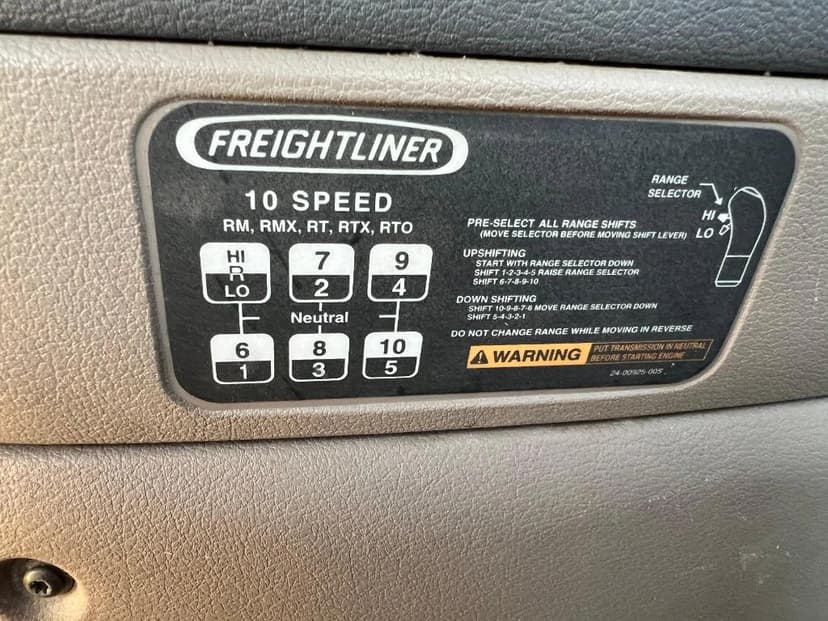 FREIGHTLINER
10 SPEED
RM, RMX, RT, RTX, RTO
HI R LO
7 2
9 4
Neutral
6 1
8 3
10 5
RANGE
SELECTOR
HI
LO
PRE-SELECT ALL RANGE SHIFTS
(MOVE SELECTOR BEFORE MOVING SHIFT LEVER)
UPSHIFTING
START WITH RANGE SELECTOR DOWN
SHIFT 1-2-3-4-5 RAISE RANGE SELECTOR
SHIFT 6-7-8-9-10
DOWN SHIFTING
SHIFT 10-9-8-7-6 MOVE RANGE SELECTOR DOWN
SHIFT 5-4-3-2-1
DO NOT CHANGE RANGE WHILE MOVING IN REVERSE
WARNING
PUT TRANSMISSION IN NEUTRAL
BEFORE STARTING ENGINE
24-00925-005